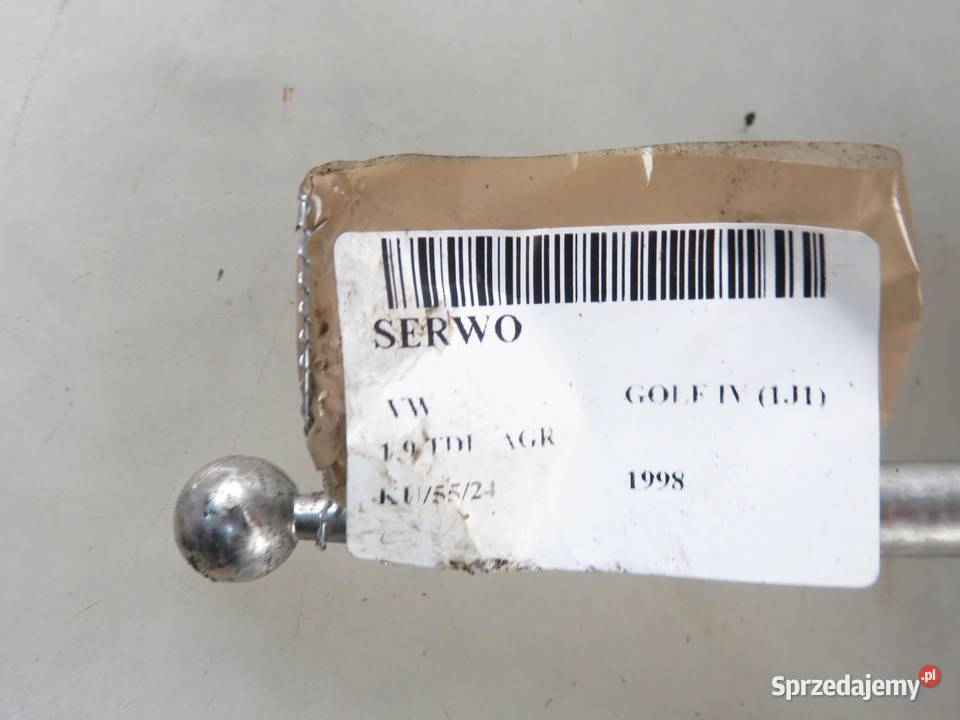 SERWO
VW GOLF IV (1J1)
1.9 TDI AGR
KU/55/24 1998
Sprzedajemy.pl